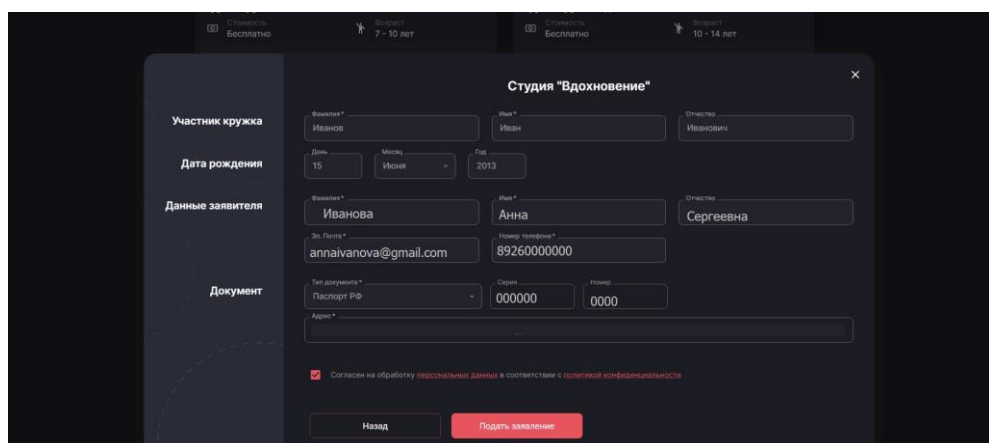 Стоимость Возраст Стоимость Возраст
Бесплатно 7 - 10 лет Бесплатно 10 - 14 лет
Студия "Вдохновение"
Участник кружка
Фамилия* Имя* Отчество
Иванов Иван Иванович
Дата рождения
День Месяц Год
15 Июня 2013
Данные заявителя
Фамилия* Имя* Отчество
Иванова Анна Сергеевна
Эл. Почта* Номер телефона*
annaivanova@gmail.com 89260000000
Документ
Тип документа* Серия Номер
Паспорт РФ 000000 0000
Адрес*
Согласен на обработку персональных данных в соответствии с политикой конфиденциальности
Назад Подать заявление